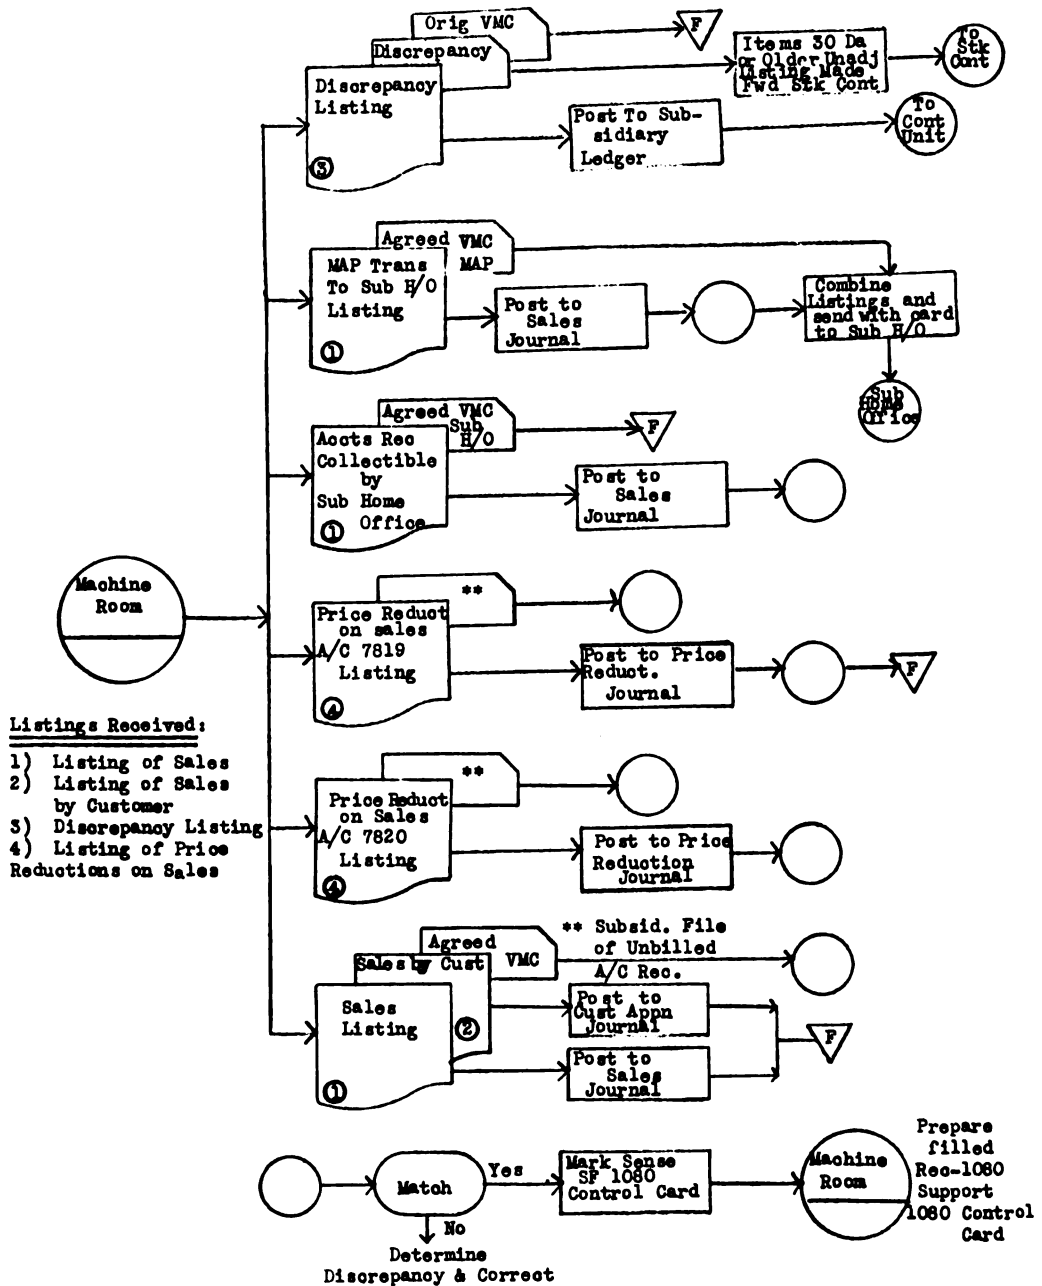 Orig VMC
F
Discrepancy
Discrepancy
Listing
3
Items 30 Da
or Older Unadj
Listing Made
Fwd Stk Cont
To
Stk
Cont
Post To Sub-
sidiary
Ledger
To
Cont
Unit
Agreed VMC
MAP
MAP Trans
To Sub H/O
Listing
1
Post to
Sales
Journal
Combine
Listings and
send with card
to Sub H/O
Sub
Home
Office
Agreed VMC
Sub
H/O
F
Accts Rec
Collectible
by
Sub Home
Office
1
Post to
Sales
Journal
Machine
Room
**
Price Reduct
on sales
A/C 7819
Listing
4
Post to Price
Reduct.
Journal
F
Listings Received:
1) Listing of Sales
2) Listing of Sales
by Customer
3) Discrepancy Listing
4) Listing of Price
Reductions on Sales
**
Price Reduct
on Sales
A/C 7820
Listing
4
Post to Price
Reduction
Journal
Agreed
VMC
** Subsid. File
of Unbilled
A/C Rec.
Sales by Cust
2
Sales
Listing
1
Post to
Cust Appn
Journal
Post to
Sales
Journal
F
Match
Yes
No
Determine
Discrepancy & Correct
Mark Sense
SF 1080
Control Card
Machine
Room
Prepare
filled
Rec-1080
Support
1080 Control
Card